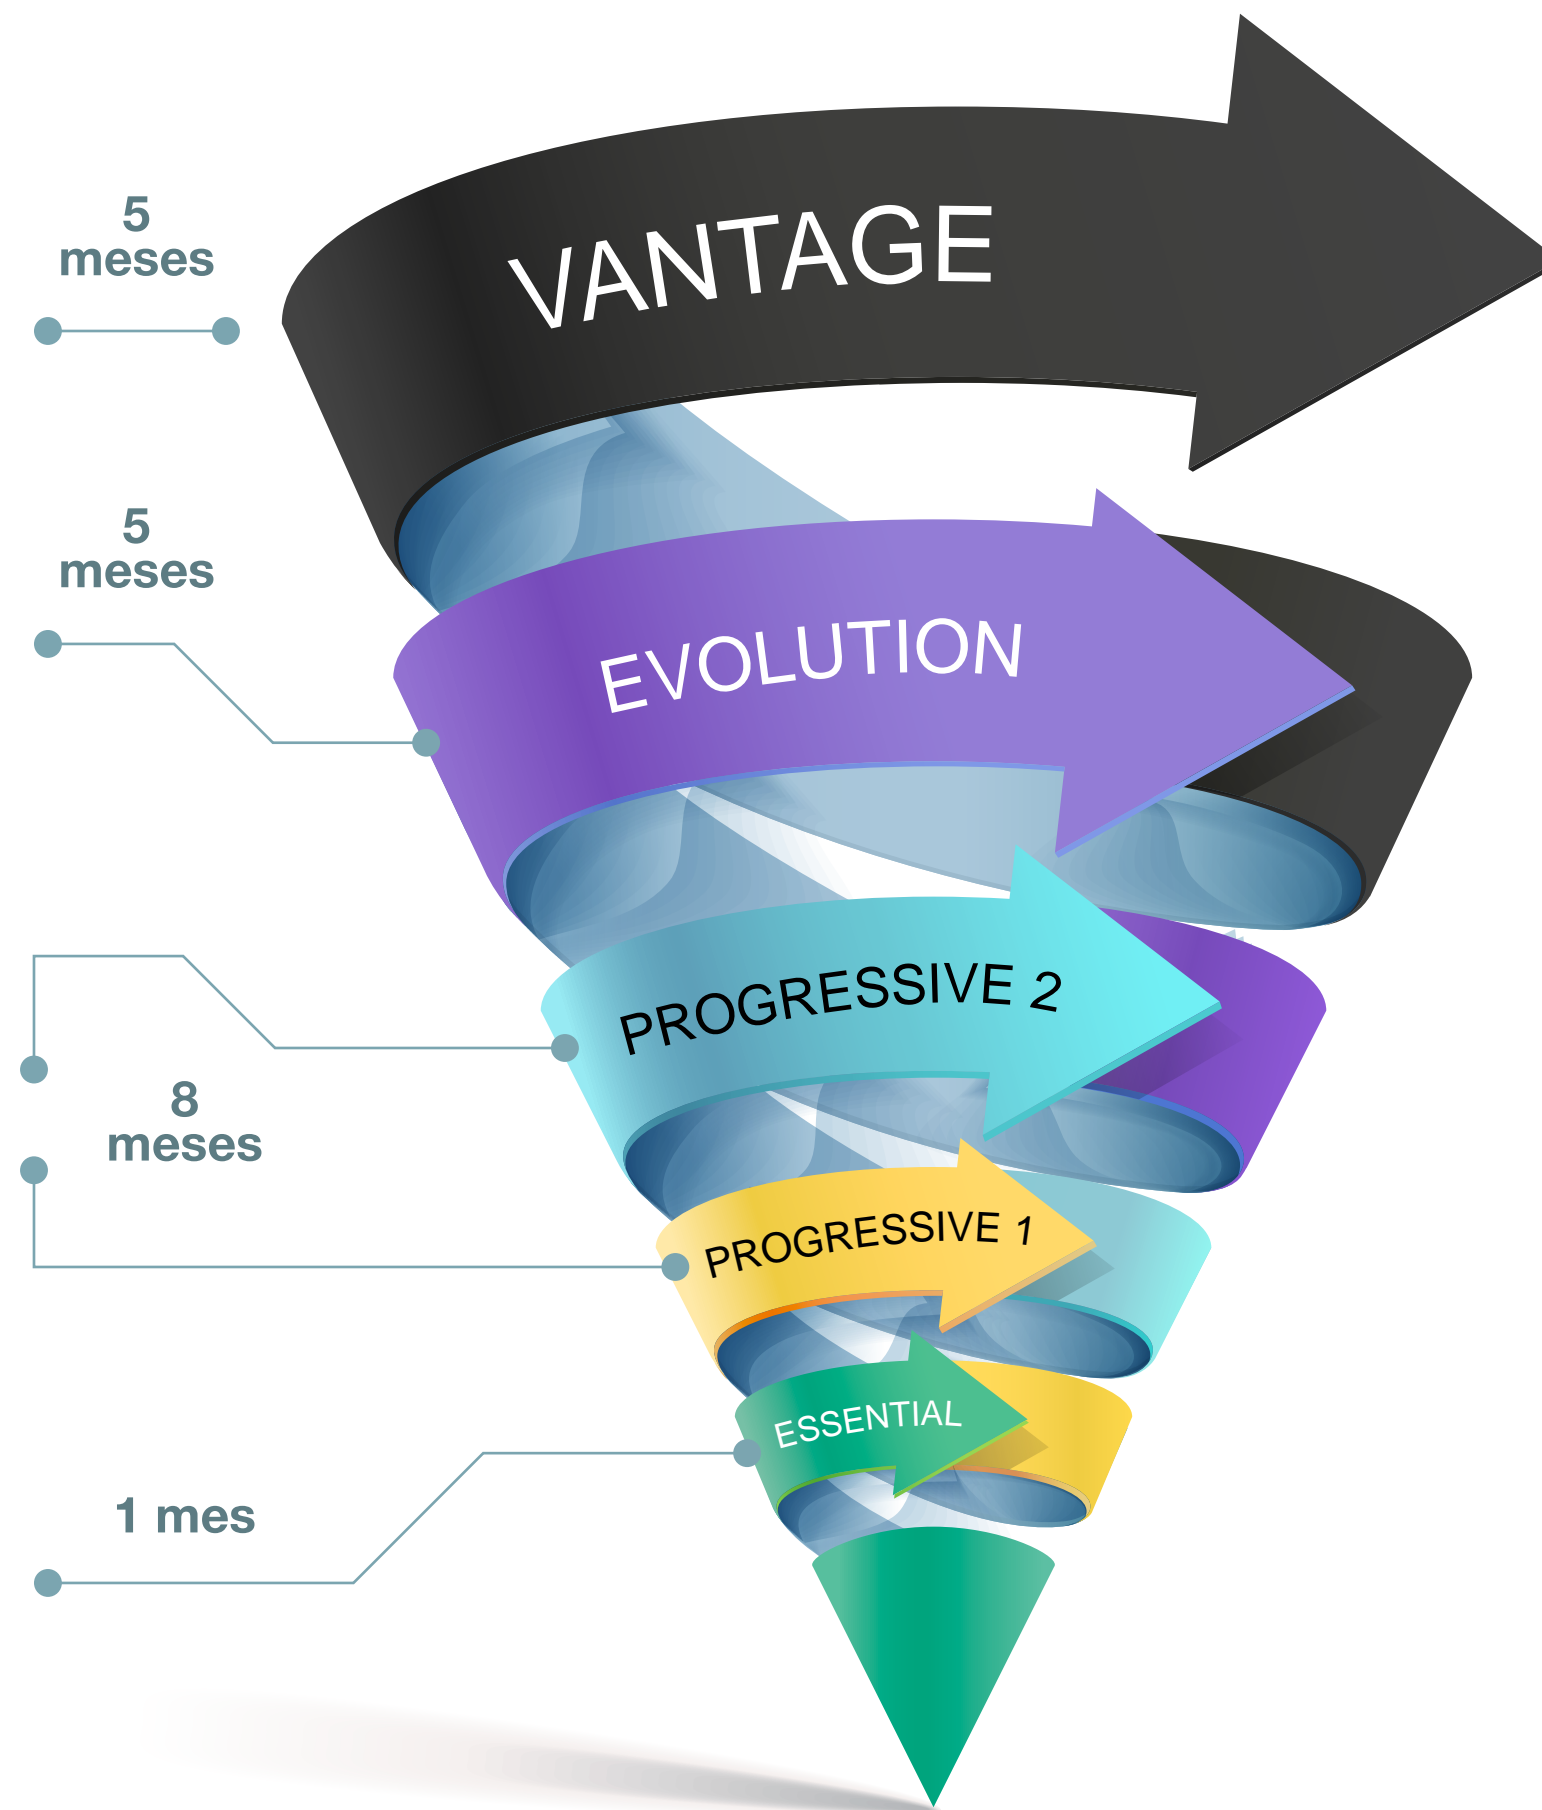 5
meses
VANTAGE
5
meses
EVOLUTION
PROGRESSIVE 2
8
meses
PROGRESSIVE 1
ESSENTIAL
1 mes